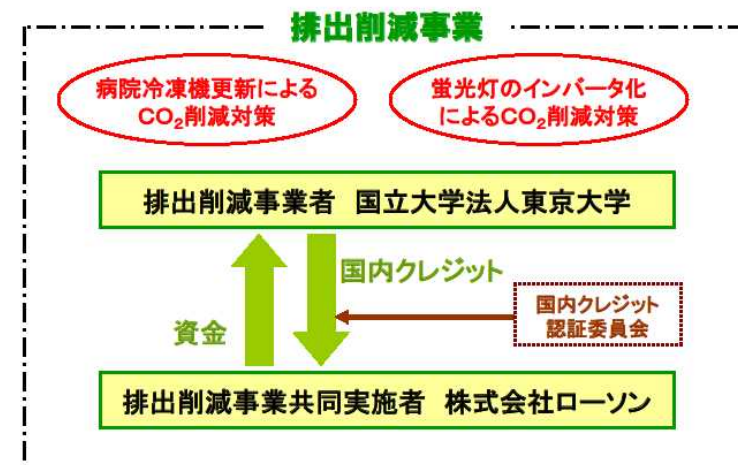 排出削減事業
病院冷凍機更新による
CO₂削減対策
蛍光灯のインバータ化
によるCO₂削減対策
排出削減事業者 国立大学法人東京大学
国内クレジット
資金
国内クレジット
認証委員会
排出削減事業共同実施者 株式会社ローソン